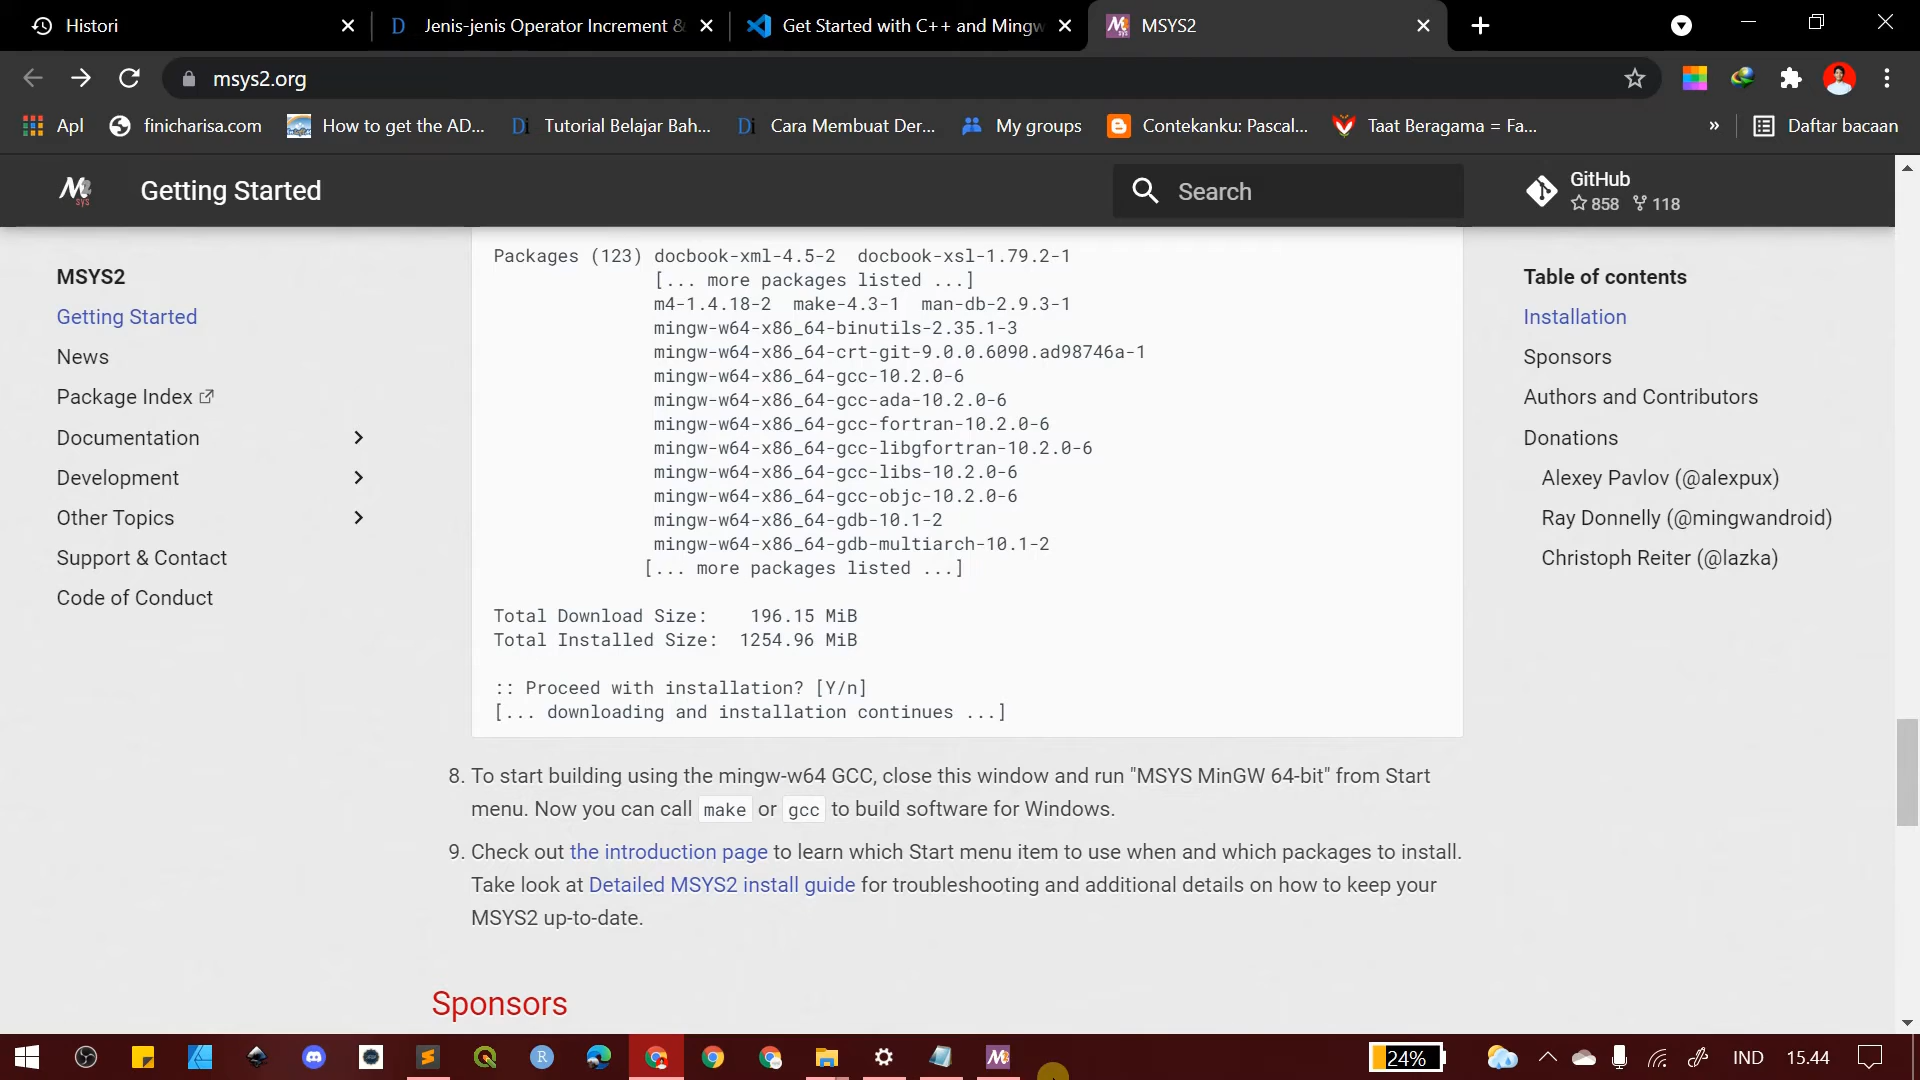 Histori
Jenis-jenis Operator Increment &
Get Started with C++ and Mingw
MSYS2
msys2.org
Apl
finicharisa.com
How to get the AD...
Tutorial Belajar Bah...
Cara Membuat Der...
My groups
Contekanku: Pascal...
Taat Beragama = Fa...
»
Daftar bacaan
Getting Started
Search
GitHub
858 118
MSYS2
Getting Started
News
Package Index
Documentation
Development
Other Topics
Support & Contact
Code of Conduct
Packages (123) docbook-xml-4.5-2 docbook-xsl-1.79.2-1
[... more packages listed ...]
m4-1.4.18-2 make-4.3-1 man-db-2.9.3-1
mingw-w64-x86_64-binutils-2.35.1-3
mingw-w64-x86_64-crt-git-9.0.0.6090.ad98746a-1
mingw-w64-x86_64-gcc-10.2.0-6
mingw-w64-x86_64-gcc-ada-10.2.0-6
mingw-w64-x86_64-gcc-fortran-10.2.0-6
mingw-w64-x86_64-gcc-libgfortran-10.2.0-6
mingw-w64-x86_64-gcc-libs-10.2.0-6
mingw-w64-x86_64-gcc-objc-10.2.0-6
mingw-w64-x86_64-gdb-10.1-2
mingw-w64-x86_64-gdb-multiarch-10.1-2
[... more packages listed ...]
Total Download Size: 196.15 MiB
Total Installed Size: 1254.96 MiB
:: Proceed with installation? [Y/n]
[... downloading and installation continues ...]
8. To start building using the mingw-w64 GCC, close this window and run "MSYS MinGW 64-bit" from Start
menu. Now you can call make or gcc to build software for Windows.
9. Check out the introduction page to learn which Start menu item to use when and which packages to install.
Take look at Detailed MSYS2 install guide for troubleshooting and additional details on how to keep your
MSYS2 up-to-date.
Sponsors
Table of contents
Installation
Sponsors
Authors and Contributors
Donations
Alexey Pavlov (@alexpux)
Ray Donnelly (@mingwandroid)
Christoph Reiter (@lazka)
24%
IND
15.44